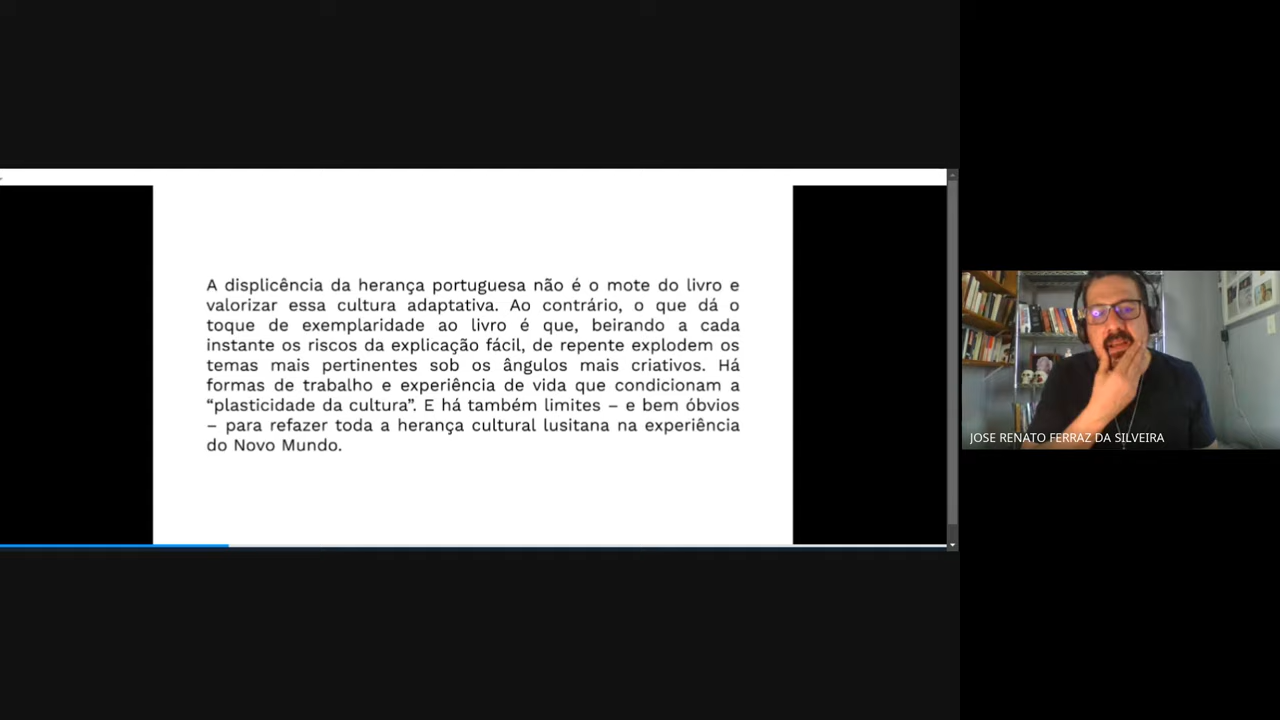 A displicência da herança portuguesa não é o mote do livro e
valorizar essa cultura adaptativa. Ao contrário, o que dá o
toque de exemplaridade ao livro é que, beirando a cada
instante os riscos da explicação fácil, de repente explodem os
temas mais pertinentes sob os ângulos mais criativos. Há
formas de trabalho e experiência de vida que condicionam a
“plasticidade da cultura”. E há também limites – e bem óbvios
– para refazer toda a herança cultural lusitana na experiência
do Novo Mundo.
JOSE RENATO FERRAZ DA SILVEIRA